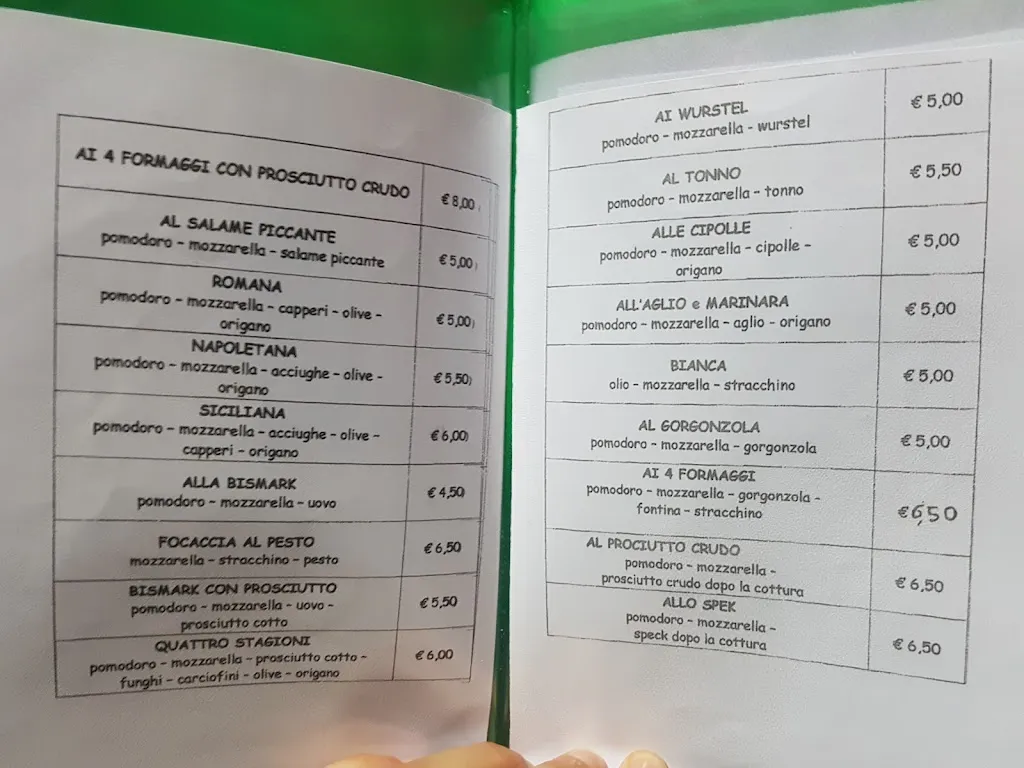 AI 4 FORMAGGI CON PROSCIUTTO CRUDO
€ 8,00
AL SALAME PICCANTE
pomodoro - mozzarella - salame piccante
€ 5,00
ROMANA
pomodoro - mozzarella - capperi - olive -
origano
€ 5,00
NAPOLETANA
pomodoro - mozzarella - acciughe - olive -
origano
€ 5,50
SICILIANA
pomodoro - mozzarella - acciughe - olive -
capperi - origano
€ 6,00
ALLA BISMARK
pomodoro - mozzarella - uovo
€ 4,50
FOCACCIA AL PESTO
mozzarella - stracchino - pesto
€ 6,50
BISMARK CON PROSCIUTTO
pomodoro - mozzarella - uovo -
prosciutto cotto
€ 5,50
QUATTRO STAGIONI
pomodoro - mozzarella - prosciutto cotto -
funghi - carciofini - olive - origano
€ 6,00
AI WURSTEL
pomodoro - mozzarella - wurstel
€ 5,00
AL TONNO
pomodoro - mozzarella - tonno
€ 5,50
ALLE CIPOLLE
pomodoro - mozzarella - cipolle -
origano
€ 5,00
ALL'AGLIO e MARINARA
pomodoro - mozzarella - aglio - origano
€ 5,00
BIANCA
olio - mozzarella - stracchino
€ 5,00
AL GORGONZOLA
pomodoro - mozzarella - gorgonzola
€ 5,00
AI 4 FORMAGGI
pomodoro - mozzarella - gorgonzola -
fontina - stracchino
€ 6,50
AL PROCIUTTO CRUDO
pomodoro - mozzarella -
prosciutto crudo dopo la cottura
€ 6,50
ALLO SPEK
pomodoro - mozzarella -
speck dopo la cottura
€ 6,50